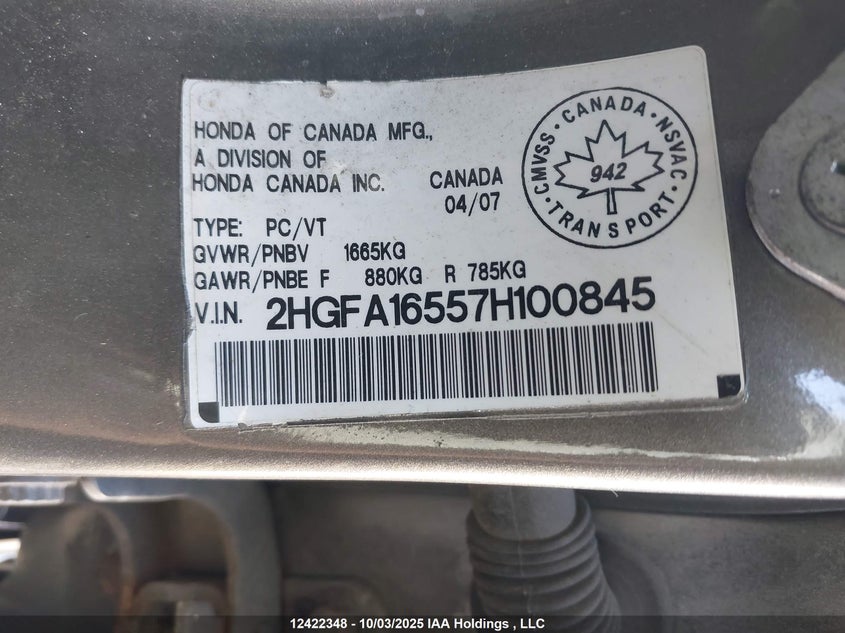 HONDA OF CANADA MFG.,
A DIVISION OF
HONDA CANADA INC. CANADA
04/07
TYPE: PC/VT
GVWR/PNBV 1665KG
GAWR/PNBE F 880KG R 785KG
V.I.N. 2HGFA16557H100845
CMVSS · CANADA · NSVAC
942
· TRANSPORT ·
12422348 - 10/03/2025 IAA Holdings , LLC